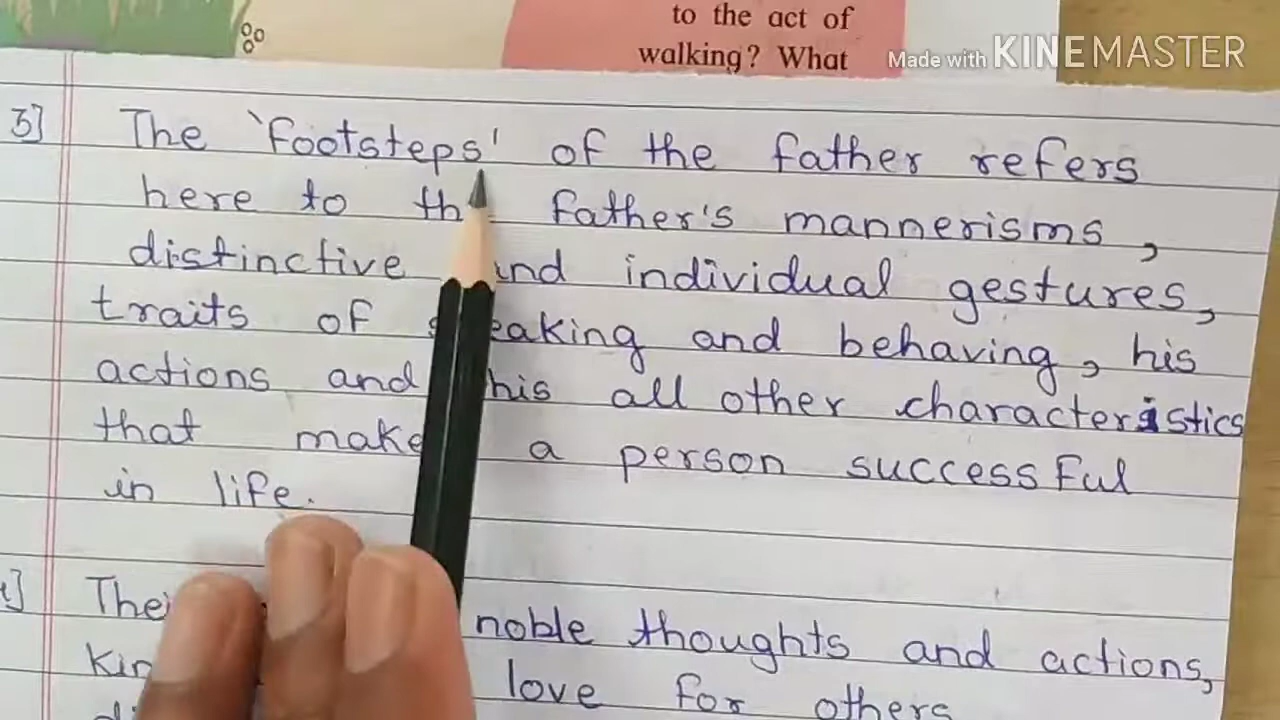 to the act of
walking? What
Made with KINEMASTER
3] The 'footsteps' of the father refers
here to father's mannerisms,
distinctive and individual gestures,
traits of speaking and behaving, his
actions and his all other characteristics
that make a person successful
in life.
noble thoughts and actions,
love for others